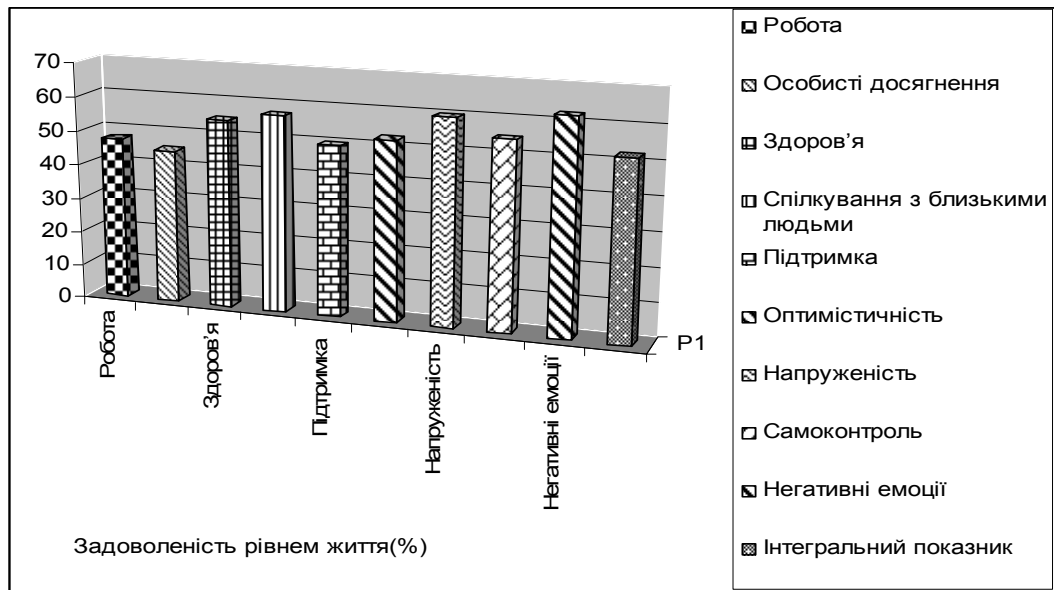 70
60
50
40
30
20
10
0
Робота
Здоров’я
Підтримка
Напруженість
Негативні емоції
Р1
Задоволеність рівнем життя(%)
Робота
Особисті досягнення
Здоров’я
Спілкування з близькими
людьми
Підтримка
Оптимістичність
Напруженість
Самоконтроль
Негативні емоції
Інтегральний показник